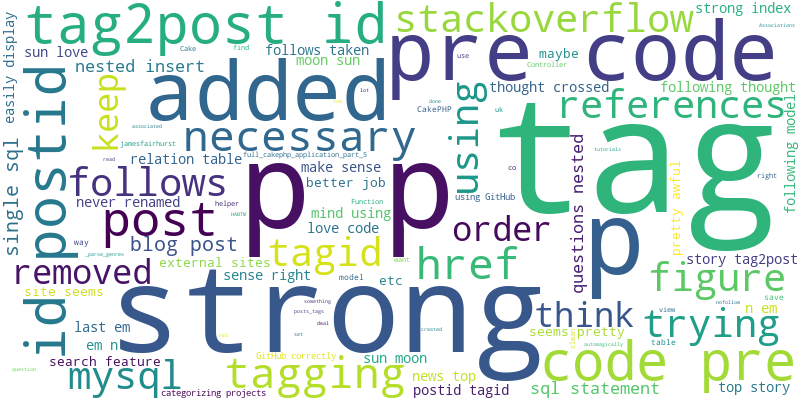 tag2post id
pre code
stackoverflow
strong index
Associations
Cake
find
follows taken
sun love
moon sun
maybe
use
Controller
easily display
nested insert
added
keep
thought crossed
following thought
lot
CakePHP
uk
references
done
associated
jamesfairhurst
necessary
using
tag
following model
single sql
postid
id
relation table
full_cakephp_application_part_5
make sense
read
co
tutorials
right
follows
p p
better job
never renamed
helper
Function
using GitHub
questions nested
pretty awful
post
HABTM
mind using
love code
order
p
way
_parse_genres
blog post
tagid
external sites
want
href
story tag2post
removed
sense right
model
etc
figure
site seems
strong
something
nofollow
save
posts_tags
think
view
n em
last em
deal
created
trying
em n
set
seems pretty
table
search feature
GitHub correctly
sun moon
automagically
code pre
question
mysql
tagging
news top
top story
categorizing projects
postid tagid
sql statement